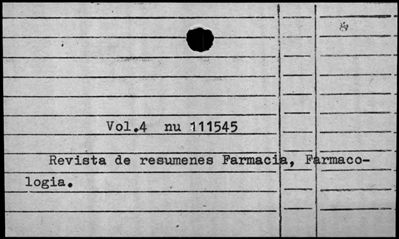 Vol.4 nu 111545
Revista de resumenes Farmacia, Farmaco-
logia.